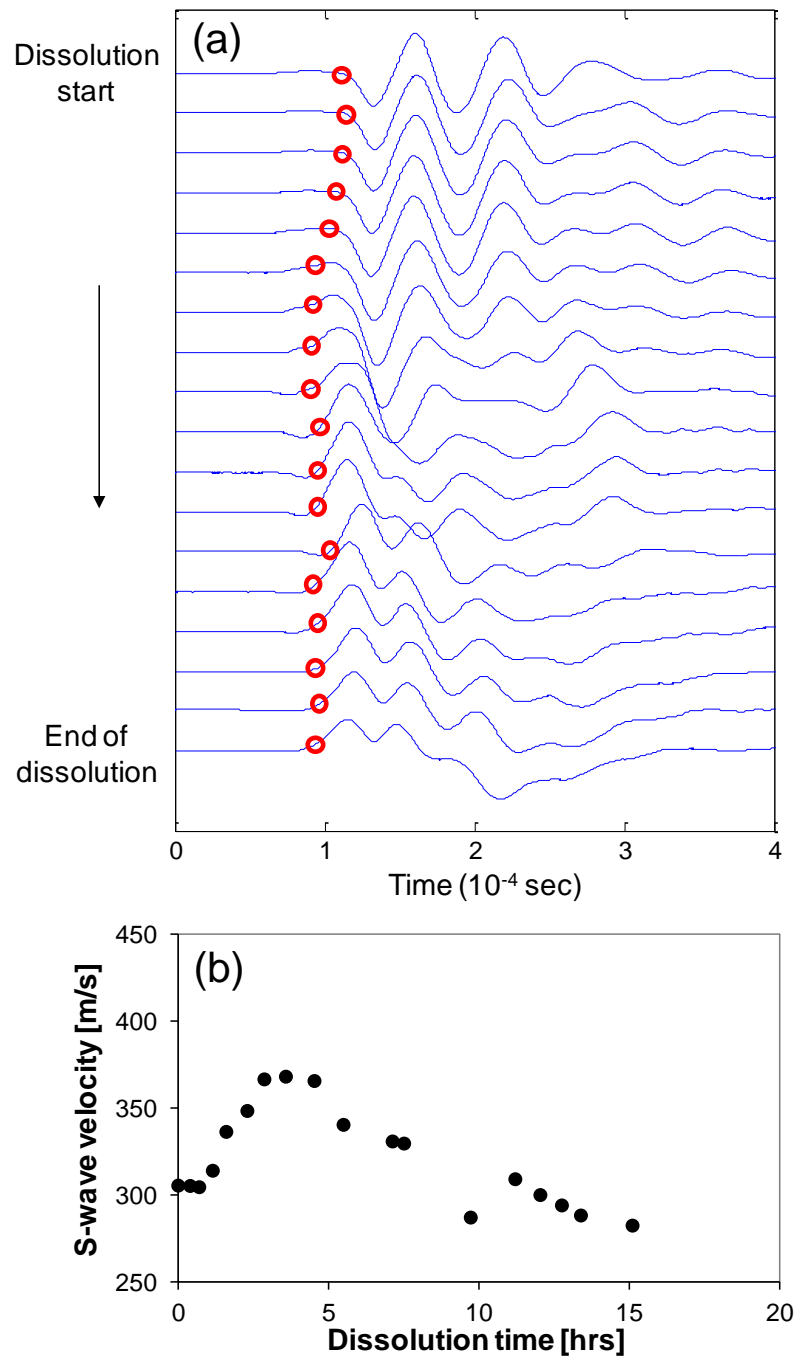 (a)
Dissolution
start
End of
dissolution
0 1 2 3 4
Time (10⁻⁴ sec)
(b)
S-wave velocity [m/s]
450
400
350
300
250
0 5 10 15 20
Dissolution time [hrs]